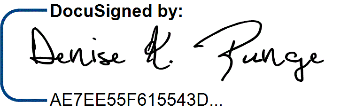 DocuSigned by:
Denise K. Runge
AE7EE55F615543D...